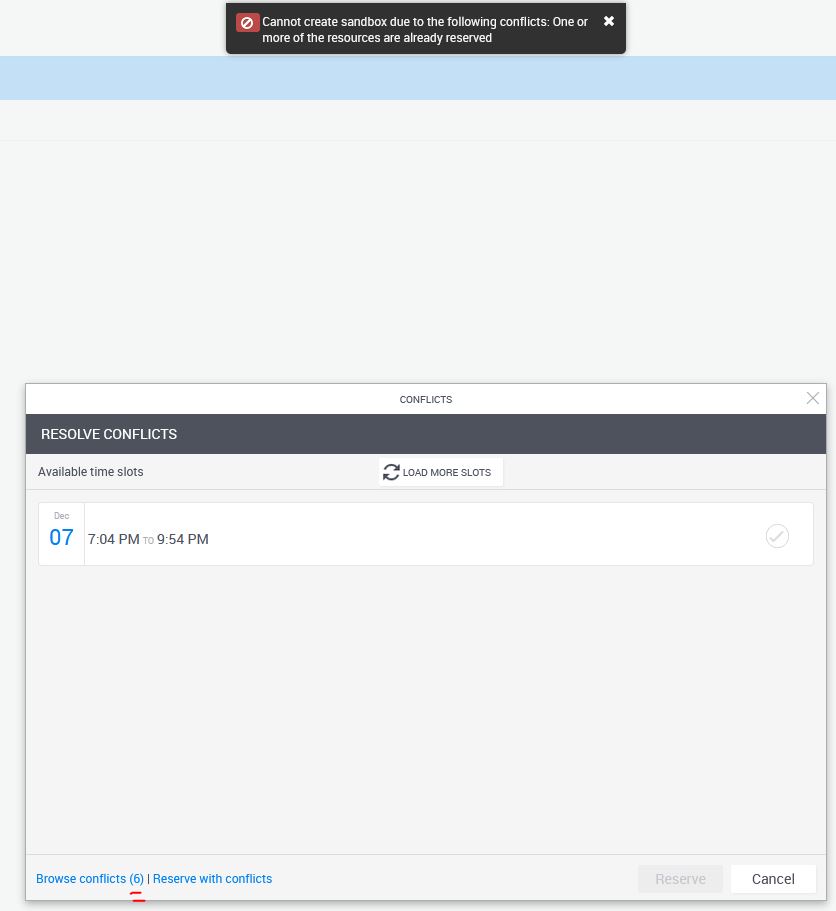 Cannot create sandbox due to the following conflicts: One or
more of the resources are already reserved
CONFLICTS
RESOLVE CONFLICTS
Available time slots
LOAD MORE SLOTS
Dec
07
7:04 PM TO 9:54 PM
Browse conflicts (6) | Reserve with conflicts
Reserve
Cancel